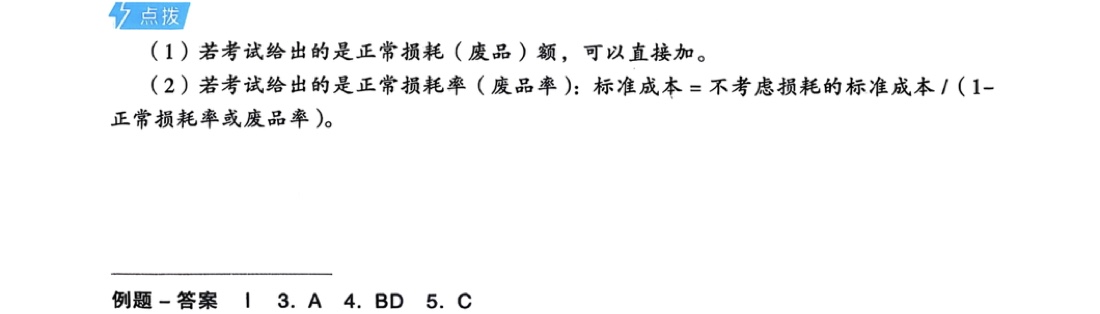 点拨
（1）若考试给出的是正常损耗（废品）额，可以直接加。
（2）若考试给出的是正常损耗率（废品率）：标准成本 = 不考虑损耗的标准成本 /（1-
正常损耗率或废品率）。
例题 – 答案 | 3. A 4. BD 5. C